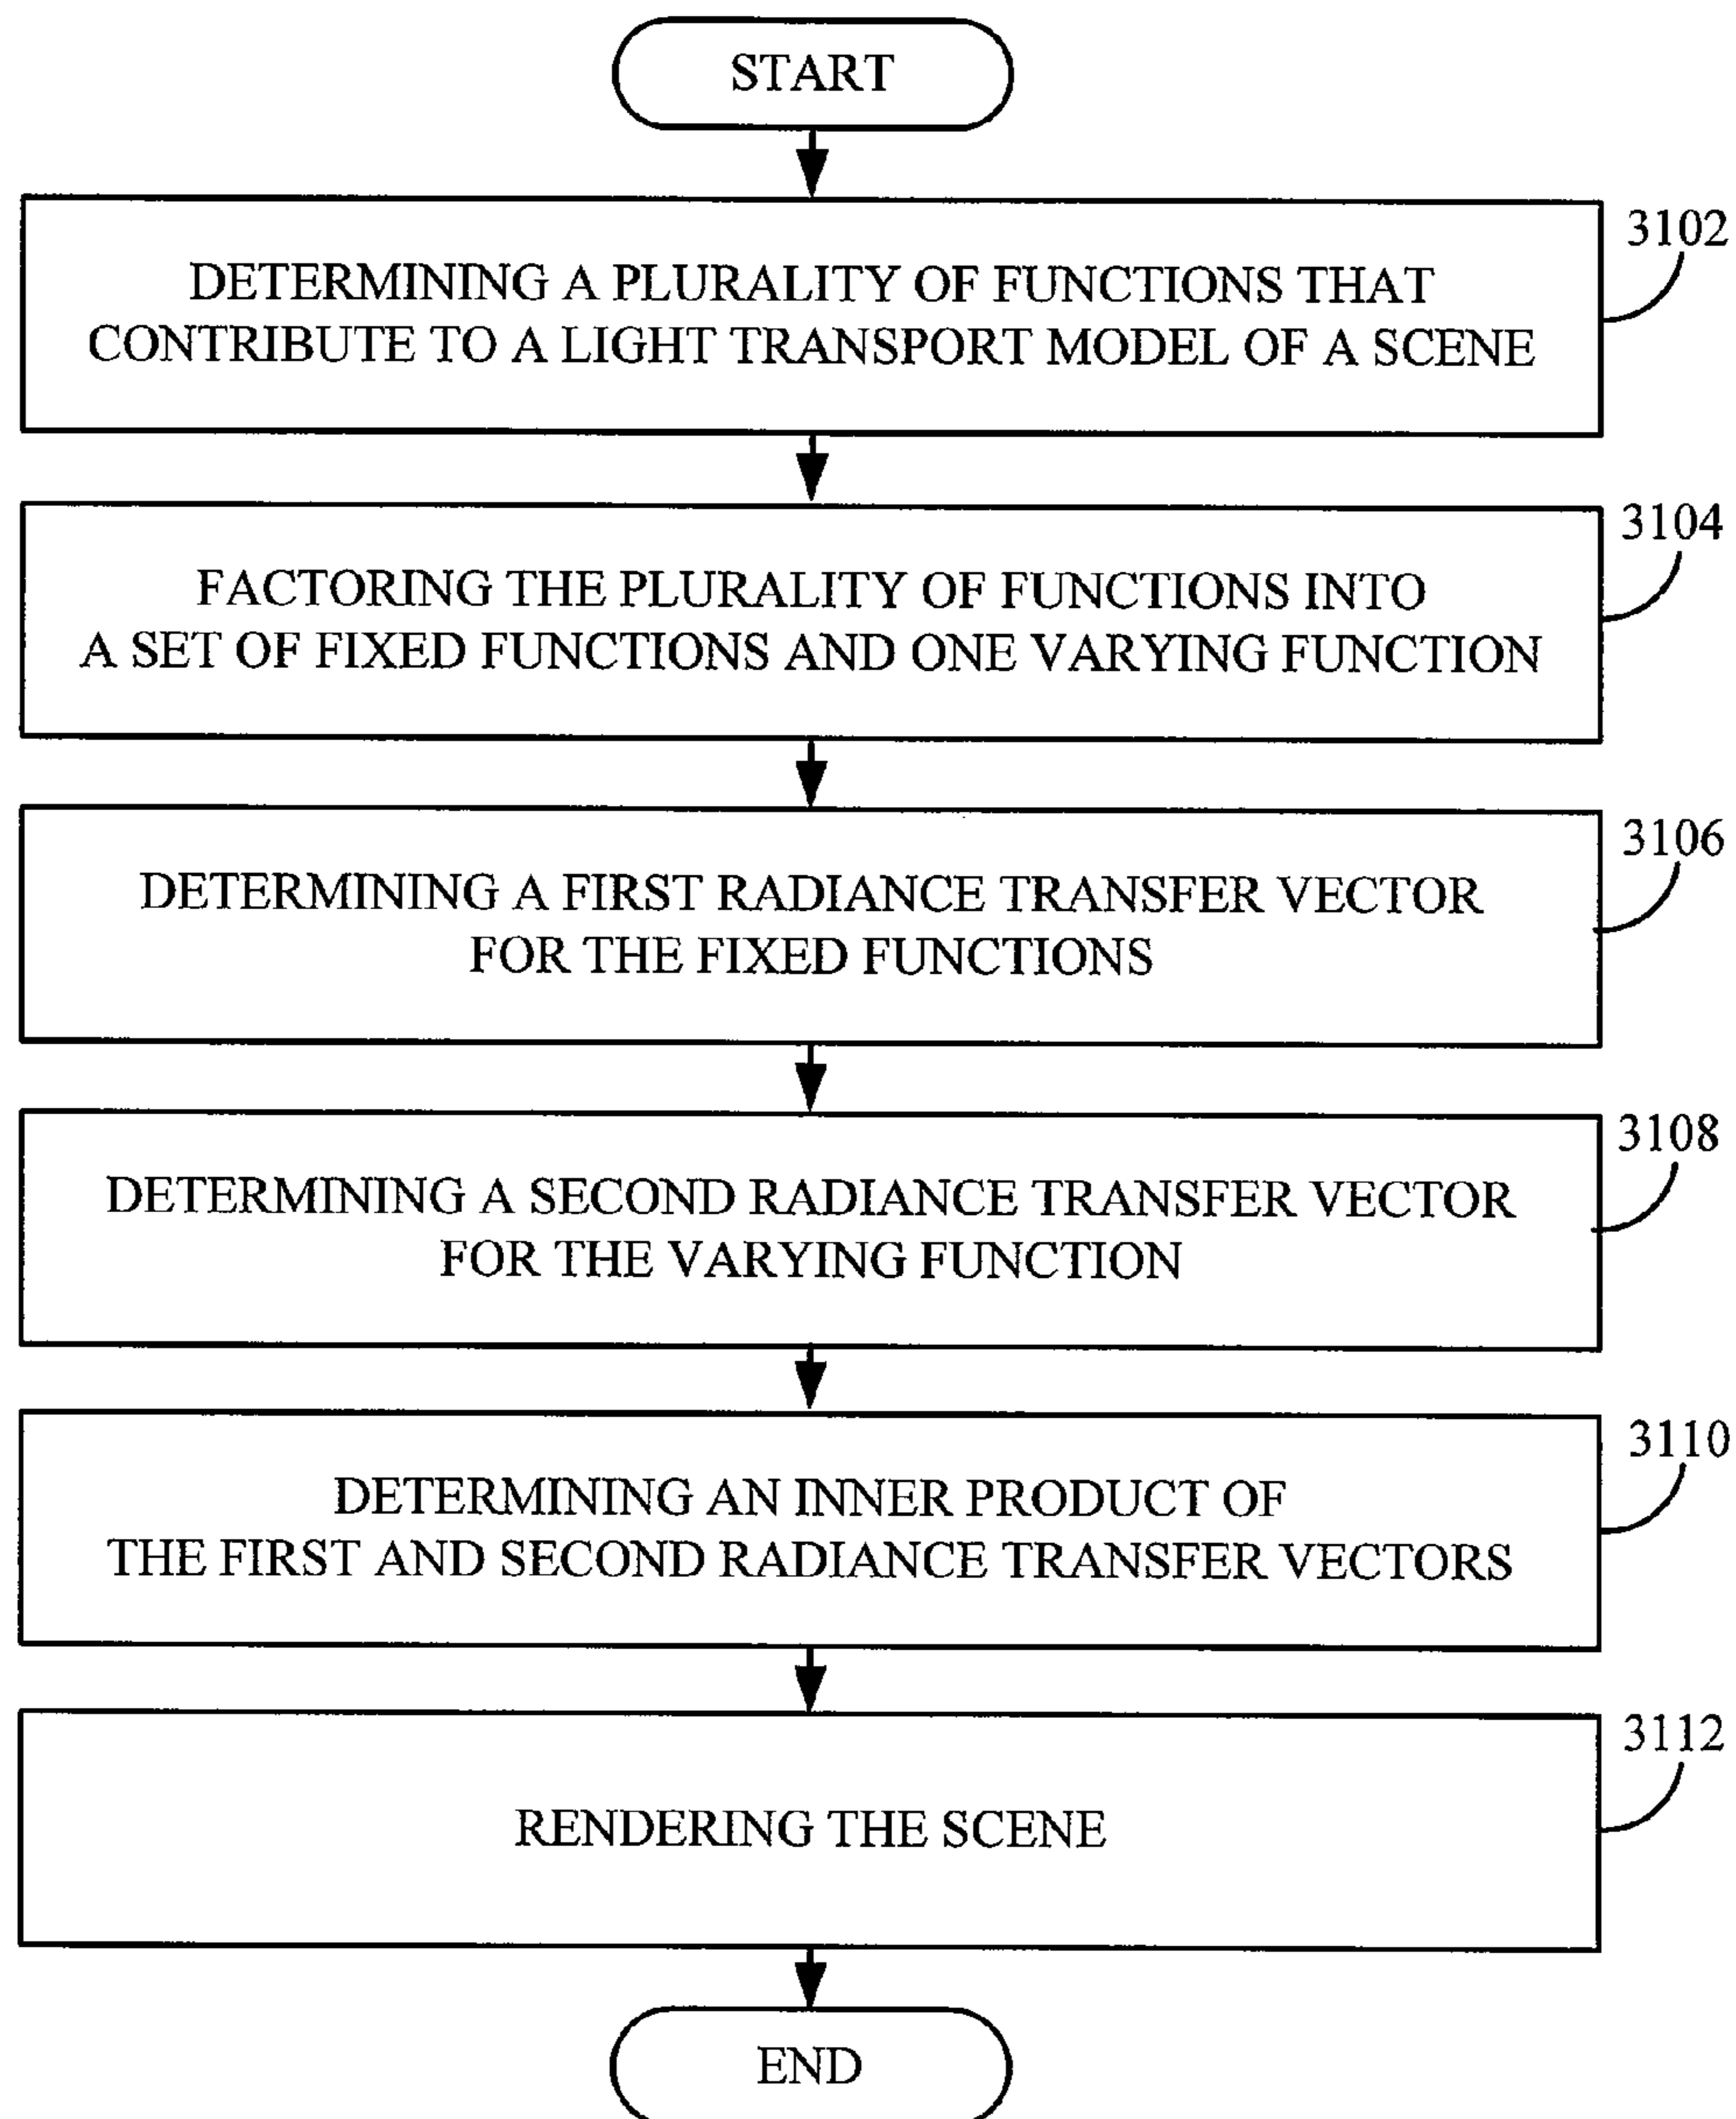 START
3102
DETERMINING A PLURALITY OF FUNCTIONS THAT
CONTRIBUTE TO A LIGHT TRANSPORT MODEL OF A SCENE
3104
FACTORING THE PLURALITY OF FUNCTIONS INTO
A SET OF FIXED FUNCTIONS AND ONE VARYING FUNCTION
3106
DETERMINING A FIRST RADIANCE TRANSFER VECTOR
FOR THE FIXED FUNCTIONS
3108
DETERMINING A SECOND RADIANCE TRANSFER VECTOR
FOR THE VARYING FUNCTION
3110
DETERMINING AN INNER PRODUCT OF
THE FIRST AND SECOND RADIANCE TRANSFER VECTORS
3112
RENDERING THE SCENE
END